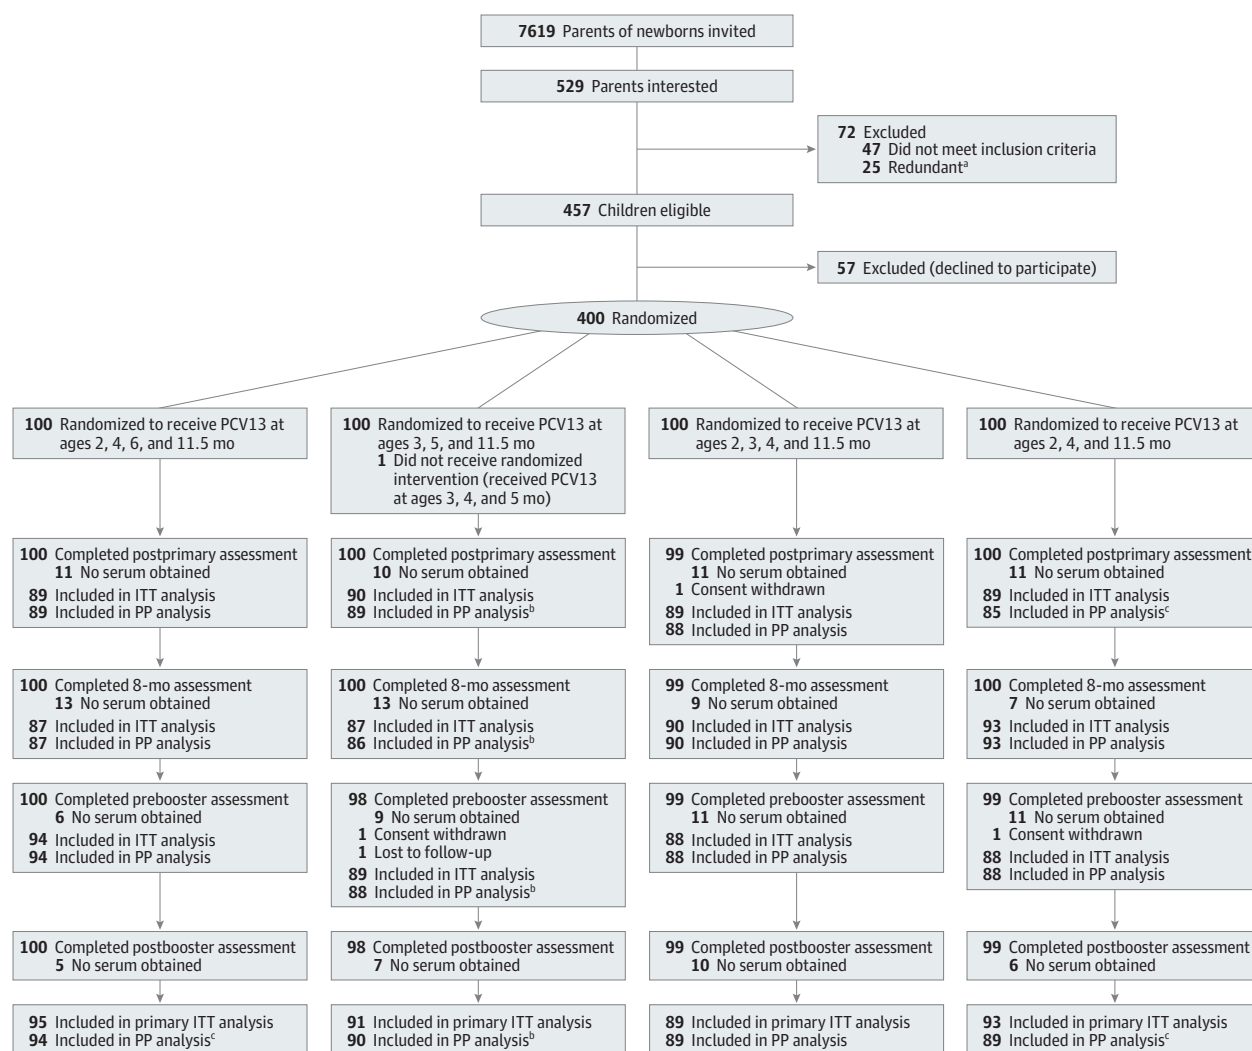 7619 Parents of newborns invited
529 Parents interested
72 Excluded
47 Did not meet inclusion criteria
25 Redundantᵃ
457 Children eligible
57 Excluded (declined to participate)
400 Randomized
100 Randomized to receive PCV13 at
ages 2, 4, 6, and 11.5 mo
100 Randomized to receive PCV13 at
ages 3, 5, and 11.5 mo
1 Did not receive randomized
intervention (received PCV13
at ages 3, 4, and 5 mo)
100 Randomized to receive PCV13 at
ages 2, 3, 4, and 11.5 mo
100 Randomized to receive PCV13 at
ages 2, 4, and 11.5 mo
100 Completed postprimary assessment
11 No serum obtained
89 Included in ITT analysis
89 Included in PP analysis
100 Completed postprimary assessment
10 No serum obtained
90 Included in ITT analysis
89 Included in PP analysisᵇ
99 Completed postprimary assessment
11 No serum obtained
1 Consent withdrawn
89 Included in ITT analysis
88 Included in PP analysis
100 Completed postprimary assessment
11 No serum obtained
89 Included in ITT analysis
85 Included in PP analysisᶜ
100 Completed 8-mo assessment
13 No serum obtained
87 Included in ITT analysis
87 Included in PP analysis
100 Completed 8-mo assessment
13 No serum obtained
87 Included in ITT analysis
86 Included in PP analysisᵇ
99 Completed 8-mo assessment
9 No serum obtained
90 Included in ITT analysis
90 Included in PP analysis
100 Completed 8-mo assessment
7 No serum obtained
93 Included in ITT analysis
93 Included in PP analysis
100 Completed prebooster assessment
6 No serum obtained
94 Included in ITT analysis
94 Included in PP analysis
98 Completed prebooster assessment
9 No serum obtained
1 Consent withdrawn
1 Lost to follow-up
89 Included in ITT analysis
88 Included in PP analysisᵇ
99 Completed prebooster assessment
11 No serum obtained
88 Included in ITT analysis
88 Included in PP analysis
99 Completed prebooster assessment
11 No serum obtained
1 Consent withdrawn
88 Included in ITT analysis
88 Included in PP analysis
100 Completed postbooster assessment
5 No serum obtained
98 Completed postbooster assessment
7 No serum obtained
99 Completed postbooster assessment
10 No serum obtained
99 Completed postbooster assessment
6 No serum obtained
95 Included in primary ITT analysis
94 Included in PP analysisᶜ
91 Included in primary ITT analysis
90 Included in PP analysisᵇ
89 Included in primary ITT analysis
89 Included in PP analysis
93 Included in primary ITT analysis
89 Included in PP analysisᶜ